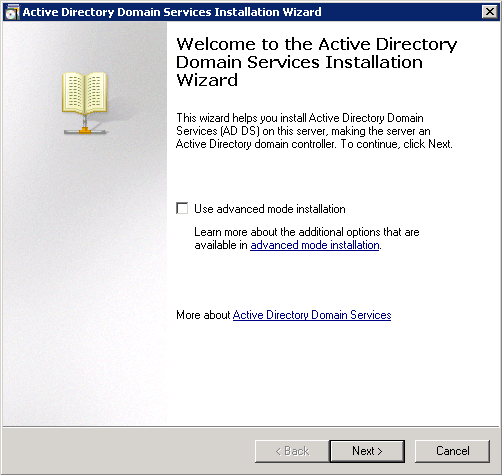 Active Directory Domain Services Installation Wizard
Welcome to the Active Directory
Domain Services Installation
Wizard
This wizard helps you install Active Directory Domain
Services (AD DS) on this server, making the server an
Active Directory domain controller. To continue, click Next.
Use advanced mode installation
Learn more about the additional options that are
available in advanced mode installation.
More about Active Directory Domain Services
< Back
Next >
Cancel